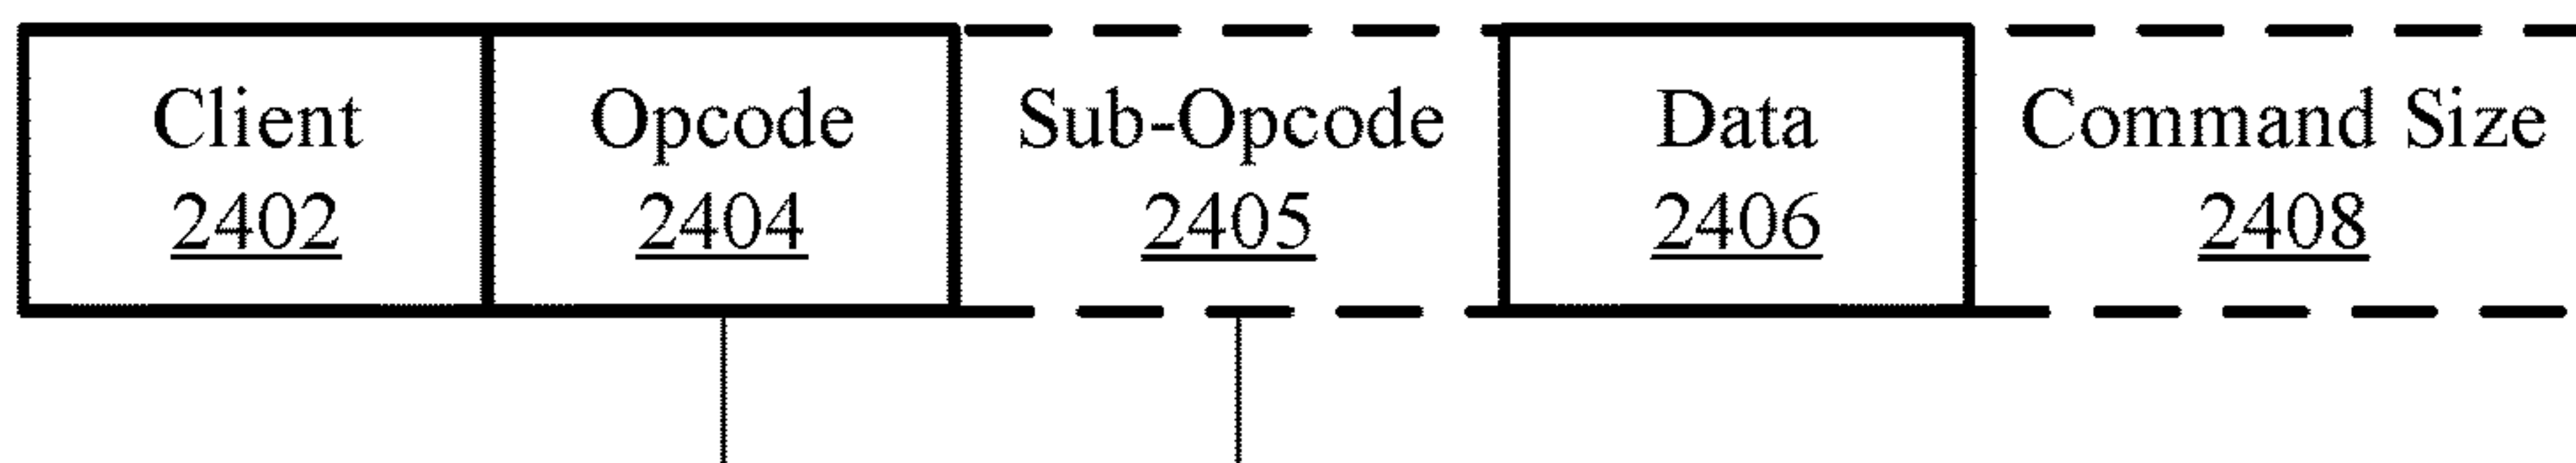 Client Opcode Sub-Opcode Data Command Size
2402 2404 2405 2406 2408